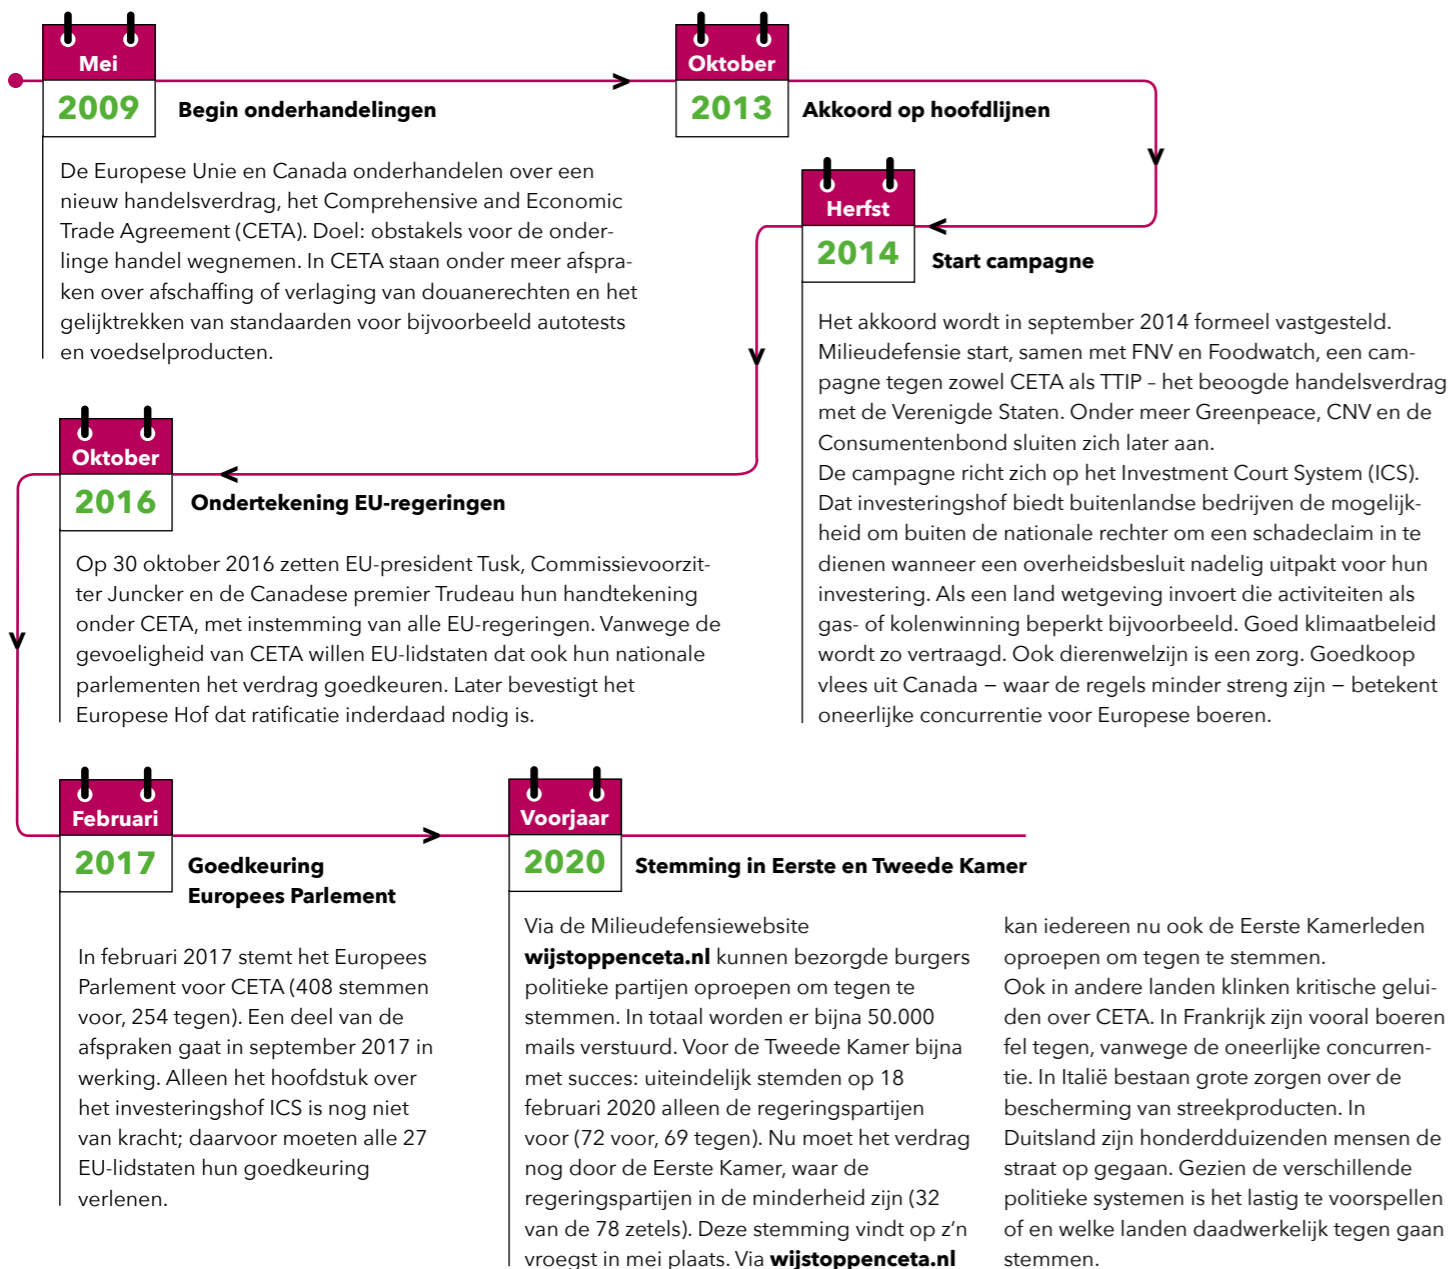 Mei
2009
Begin onderhandelingen
De Europese Unie en Canada onderhandelen over een
nieuw handelsverdrag, het Comprehensive and Economic
Trade Agreement (CETA). Doel: obstakels voor de onder-
linge handel wegnemen. In CETA staan onder meer afspra-
ken over afschaffing of verlaging van douanerechten en het
gelijktrekken van standaarden voor bijvoorbeeld autotests
en voedselproducten.
Oktober
2013
Akkoord op hoofdlijnen
Herfst
2014
Start campagne
Het akkoord wordt in september 2014 formeel vastgesteld.
Milieudefensie start, samen met FNV en Foodwatch, een cam-
pagne tegen zowel CETA als TTIP – het beoogde handelsverdrag
met de Verenigde Staten. Onder meer Greenpeace, CNV en de
Consumentenbond sluiten zich later aan.
De campagne richt zich op het Investment Court System (ICS).
Dat investeringshof biedt buitenlandse bedrijven de mogelijk-
heid om buiten de nationale rechter om een schadeclaim in te
dienen wanneer een overheidsbesluit nadelig uitpakt voor hun
investering. Als een land wetgeving invoert die activiteiten als
gas- of kolenwinning beperkt bijvoorbeeld. Goed klimaatbeleid
wordt zo vertraagd. Ook dierenwelzijn is een zorg. Goedkoop
vlees uit Canada – waar de regels minder streng zijn – betekent
oneerlijke concurrentie voor Europese boeren.
Oktober
2016
Ondertekening EU-regeringen
Op 30 oktober 2016 zetten EU-president Tusk, Commissievoorzit-
ter Juncker en de Canadese premier Trudeau hun handtekening
onder CETA, met instemming van alle EU-regeringen. Vanwege de
gevoeligheid van CETA willen EU-lidstaten dat ook hun nationale
parlementen het verdrag goedkeuren. Later bevestigt het
Europese Hof dat ratificatie inderdaad nodig is.
Februari
2017
Goedkeuring
Europees Parlement
In februari 2017 stemt het Europees
Parlement voor CETA (408 stemmen
voor, 254 tegen). Een deel van de
afspraken gaat in september 2017 in
werking. Alleen het hoofdstuk over
het investeringshof ICS is nog niet
van kracht; daarvoor moeten alle 27
EU-lidstaten hun goedkeuring
verlenen.
Voorjaar
2020
Stemming in Eerste en Tweede Kamer
Via de Milieudefensiewebsite
wijstoppenceta.nl kunnen bezorgde burgers
politieke partijen oproepen om tegen te
stemmen. In totaal worden er bijna 50.000
mails verstuurd. Voor de Tweede Kamer bijna
met succes: uiteindelijk stemden op 18
februari 2020 alleen de regeringspartijen
voor (72 voor, 69 tegen). Nu moet het verdrag
nog door de Eerste Kamer, waar de
regeringspartijen in de minderheid zijn (32
van de 78 zetels). Deze stemming vindt op z'n
vroegst in mei plaats. Via wijstoppenceta.nl
kan iedereen nu ook de Eerste Kamerleden
oproepen om tegen te stemmen.
Ook in andere landen klinken kritische gelui-
den over CETA. In Frankrijk zijn vooral boeren
fel tegen, vanwege de oneerlijke concurren-
tie. In Italië bestaan grote zorgen over de
bescherming van streekproducten. In
Duitsland zijn honderdduizenden mensen de
straat op gegaan. Gezien de verschillende
politieke systemen is het lastig te voorspellen
of en welke landen daadwerkelijk tegen gaan
stemmen.